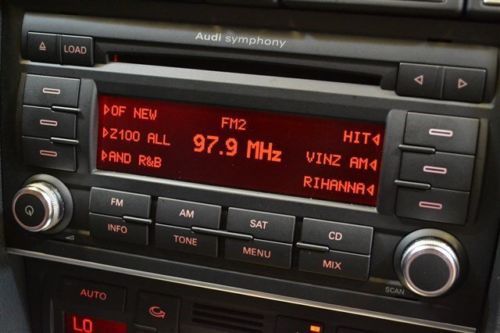 Audi symphony
LOAD
OF NEW
FM2
HIT
Z100 ALL
97.9 MHz
VINZ AM
AND R&B
RIHANNA
FM
AM
SAT
CD
INFO
TONE
MENU
MIX
SCAN
AUTO
LO